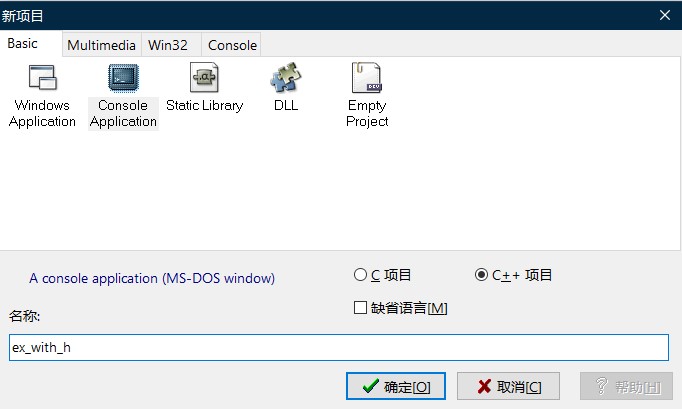 新项目
Basic
Multimedia
Win32
Console
Windows
Application
Console
Application
Static Library
DLL
Empty
Project
A console application (MS-DOS window)
C 项目
C++ 项目
缺省语言[M]
名称:
ex_with_h
确定[O]
取消[C]
帮助[H]